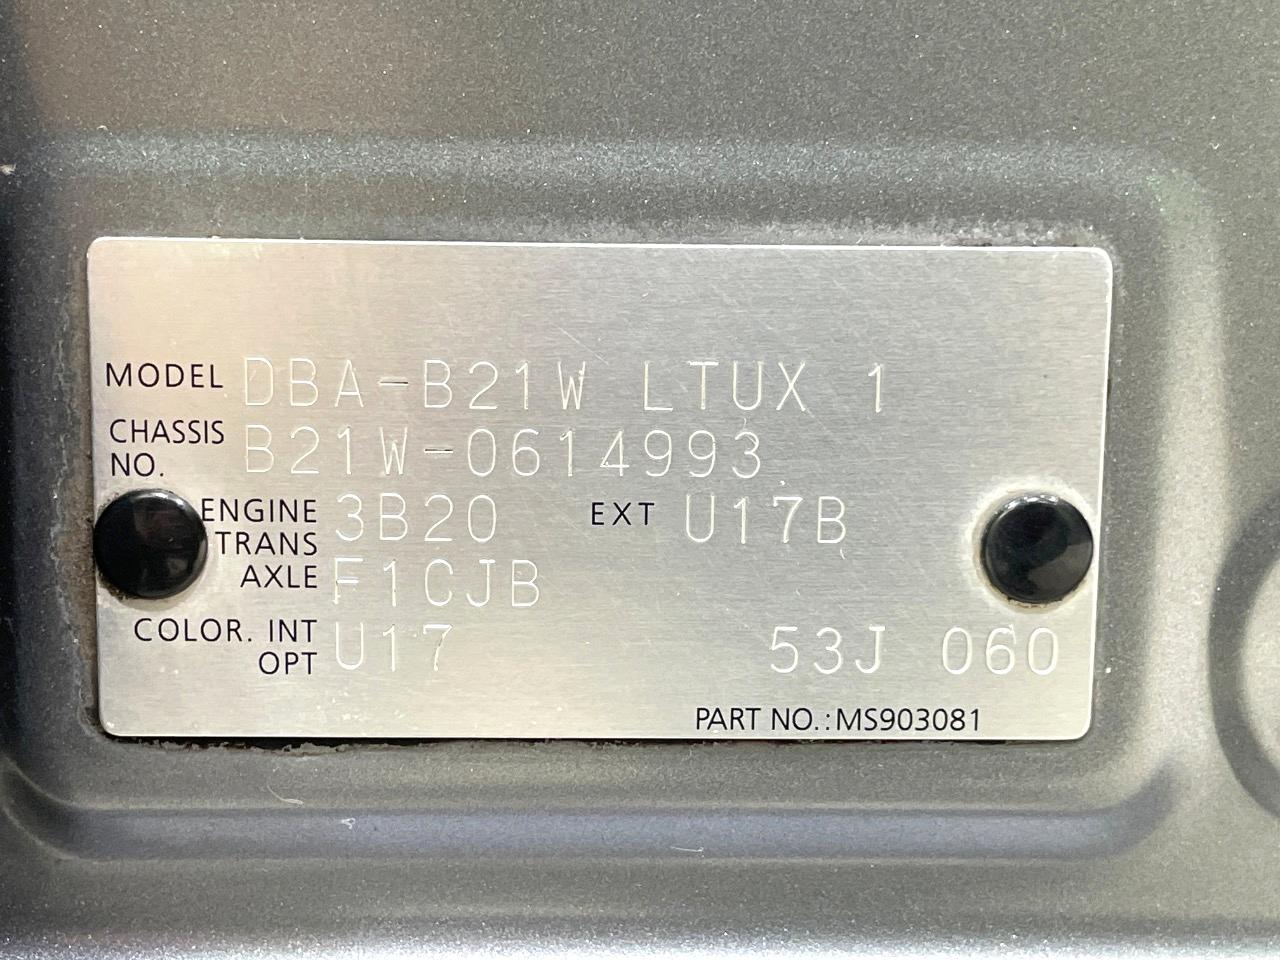 MODEL DBA-B21W LTUX 1
CHASSIS NO. B21W-0614993
ENGINE 3B20 EXT U17B
TRANS AXLE F1CJB
COLOR. INT OPT U17 53J 060
PART NO.:MS903081